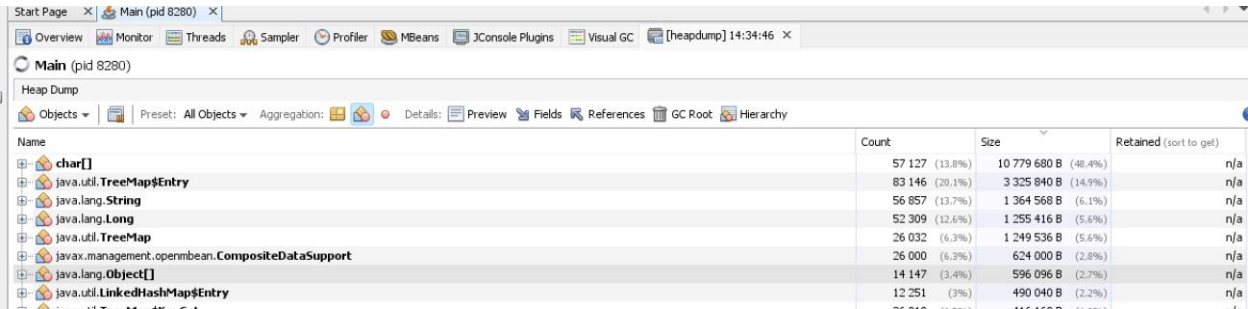 Start Page Main (pid 8280)
Overview Monitor Threads Sampler Profiler MBeans JConsole Plugins Visual GC [heapdump] 14:34:46
Main (pid 8280)
Heap Dump
Objects Preset: All Objects Aggregation: Details: Preview Fields References GC Root Hierarchy
Name Count Size Retained (sort to get)
char[] 57 127 (13,8%) 10 779 680 B (48,4%) n/a
java.util.TreeMap$Entry 83 146 (20,1%) 3 325 840 B (14,9%) n/a
java.lang.String 56 857 (13,7%) 1 364 568 B (6,1%) n/a
java.lang.Long 52 309 (12,6%) 1 255 416 B (5,6%) n/a
java.util.TreeMap 26 032 (6,3%) 1 249 536 B (5,6%) n/a
javax.management.openmbean.CompositeDataSupport 26 000 (6,3%) 624 000 B (2,8%) n/a
java.lang.Object[] 14 147 (3,4%) 596 096 B (2,7%) n/a
java.util.LinkedHashMap$Entry 12 251 (3%) 490 040 B (2,2%) n/a